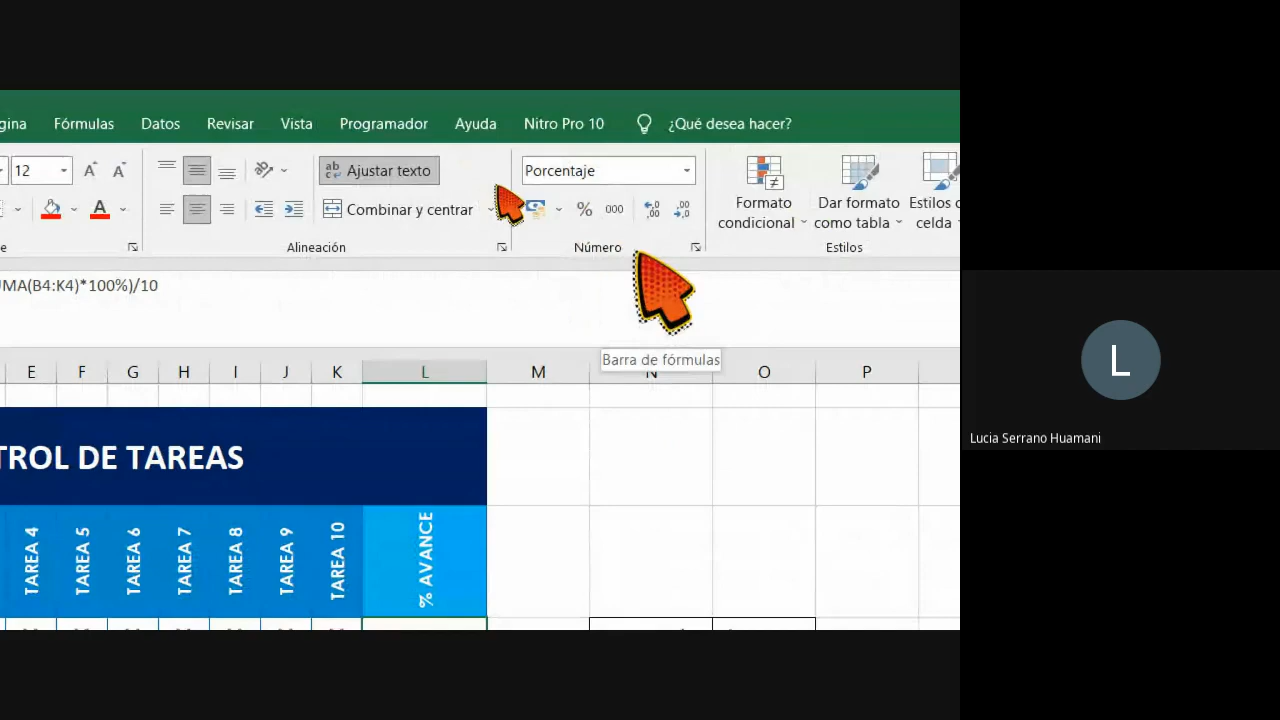 gina Fórmulas Datos Revisar Vista Programador Ayuda Nitro Pro 10 ¿Qué desea hacer?
12 A A ab Ajustar texto Porcentaje
A Combinar y centrar % 000
Formato condicional Dar formato como tabla Estilos celda
Alineación Número Estilos
UMA(B4:K4)*100%)/10
Barra de fórmulas
E F G H I J K L M N O P
TROL DE TAREAS
TAREA 4
TAREA 5
TAREA 6
TAREA 7
TAREA 8
TAREA 9
TAREA 10
% AVANCE
L
Lucia Serrano Huamani